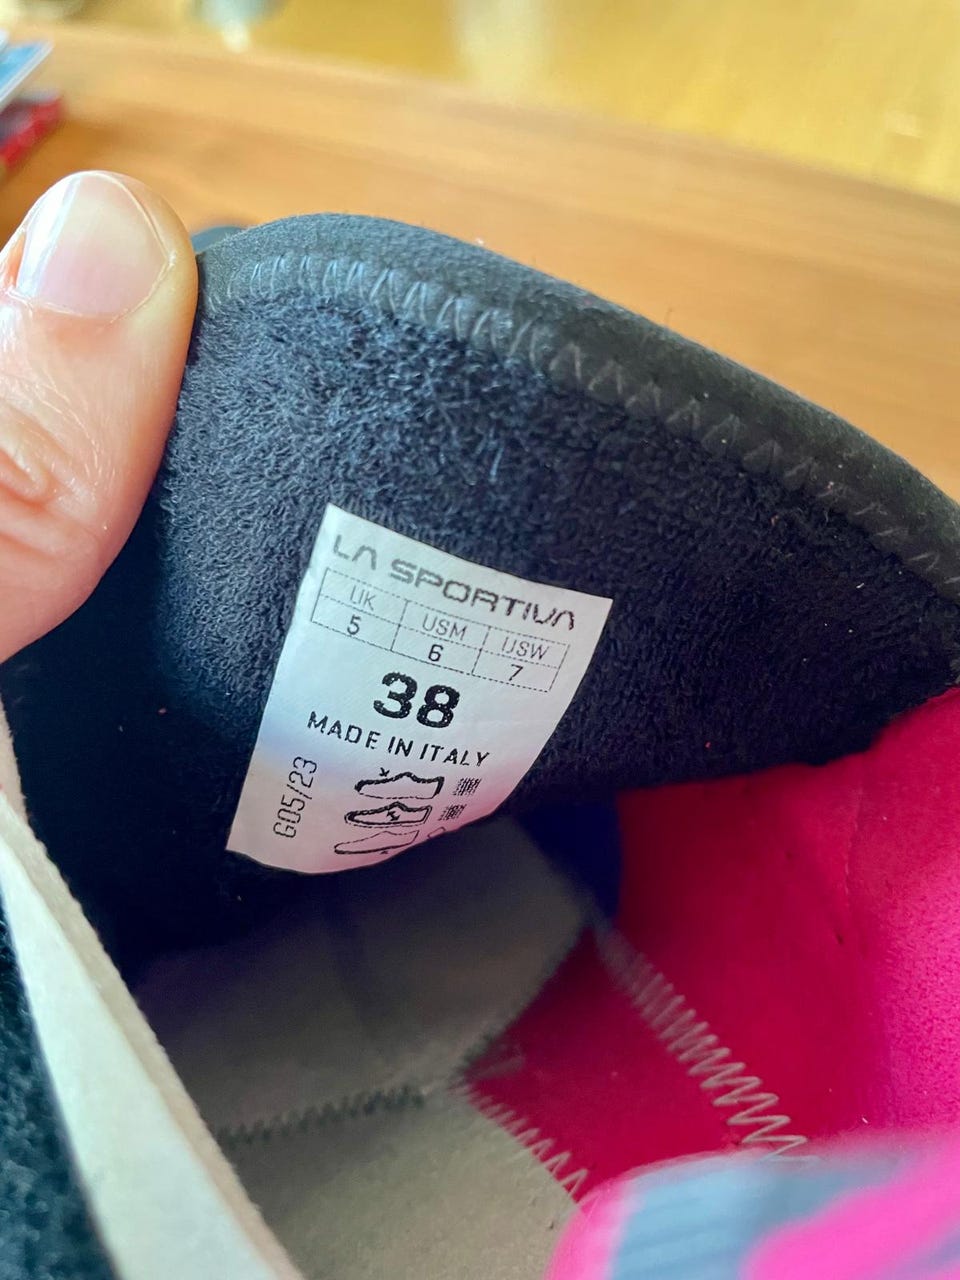 LA SPORTIVA
UK USM USW
5 6 7
38
MADE IN ITALY
G05/23